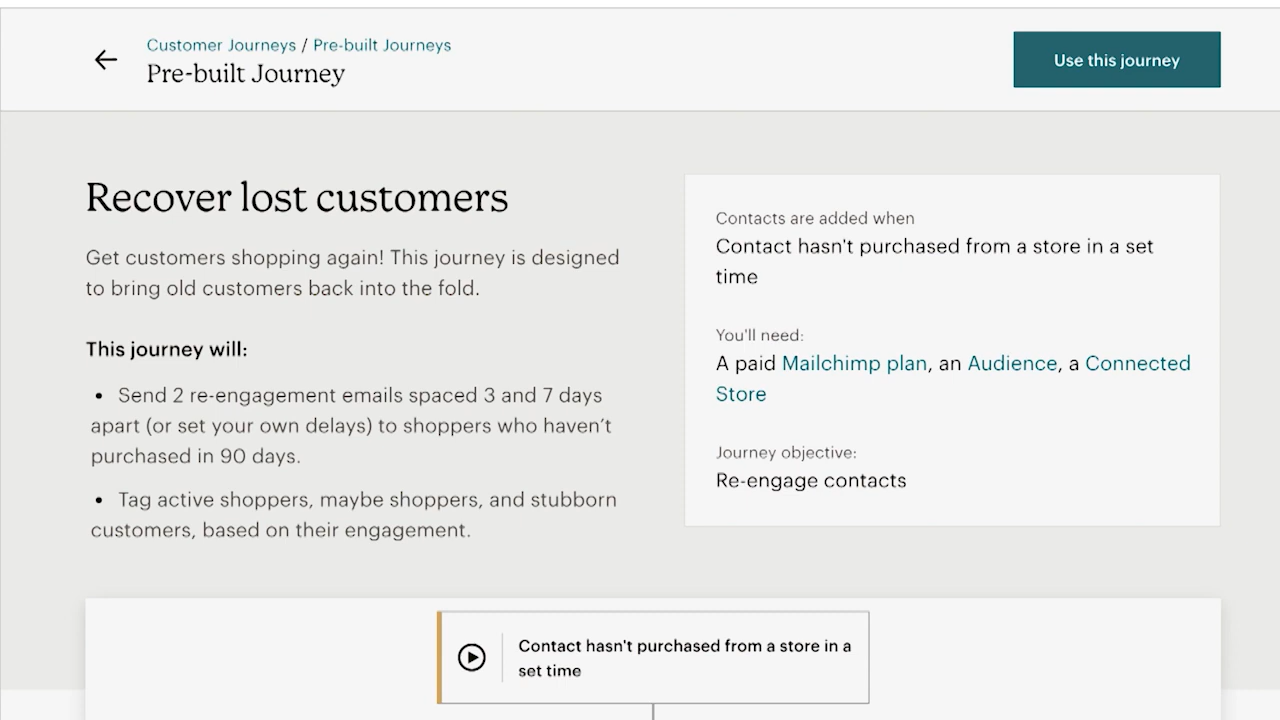 Customer Journeys / Pre-built Journeys
Pre-built Journey
Use this journey
Recover lost customers
Get customers shopping again! This journey is designed
to bring old customers back into the fold.
This journey will:
• Send 2 re-engagement emails spaced 3 and 7 days
apart (or set your own delays) to shoppers who haven’t
purchased in 90 days.
• Tag active shoppers, maybe shoppers, and stubborn
customers, based on their engagement.
Contacts are added when
Contact hasn't purchased from a store in a set
time
You'll need:
A paid Mailchimp plan, an Audience, a Connected
Store
Journey objective:
Re-engage contacts
Contact hasn't purchased from a store in a
set time